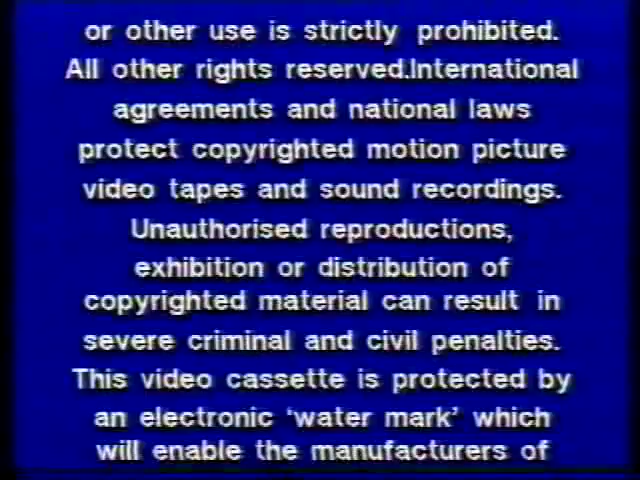 or other use is strictly prohibited.
All other rights reserved.International
agreements and national laws
protect copyrighted motion picture
video tapes and sound recordings.
Unauthorised reproductions,
exhibition or distribution of
copyrighted material can result in
severe criminal and civil penalties.
This video cassette is protected by
an electronic ‘water mark’ which
will enable the manufacturers of